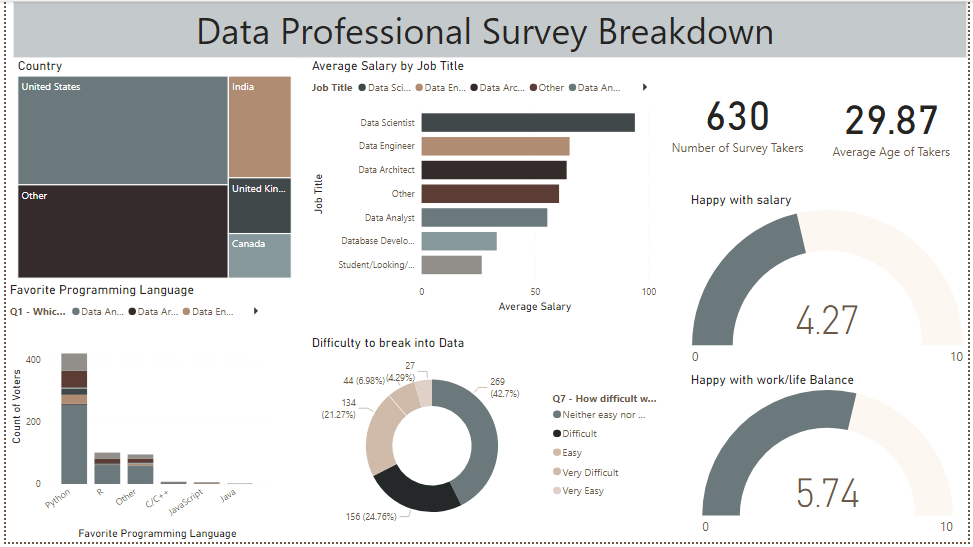 Data Professional Survey Breakdown
Country
United States
India
Other
United Kin...
Canada
Average Salary by Job Title
Job Title Data Sci... Data En... Data Arc... Other Data An...
Job Title
Data Scientist
Data Engineer
Data Architect
Other
Data Analyst
Database Develo...
Student/Looking/...
0 50 100
Average Salary
630
Number of Survey Takers
29.87
Average Age of Takers
Happy with salary
4.27
0 10
Favorite Programming Language
Q1 - Whic... Data An... Data Ar... Data En...
Count of Voters
400
200
0
Python R Other C/C++ JavaScript Java
Favorite Programming Language
Difficulty to break into Data
27
(4.29%)
44 (6.98%)
134
(21.27%)
269
(42.7%)
156 (24.76%)
Q7 - How difficult w...
Neither easy nor ...
Difficult
Easy
Very Difficult
Very Easy
Happy with work/life Balance
5.74
0 10